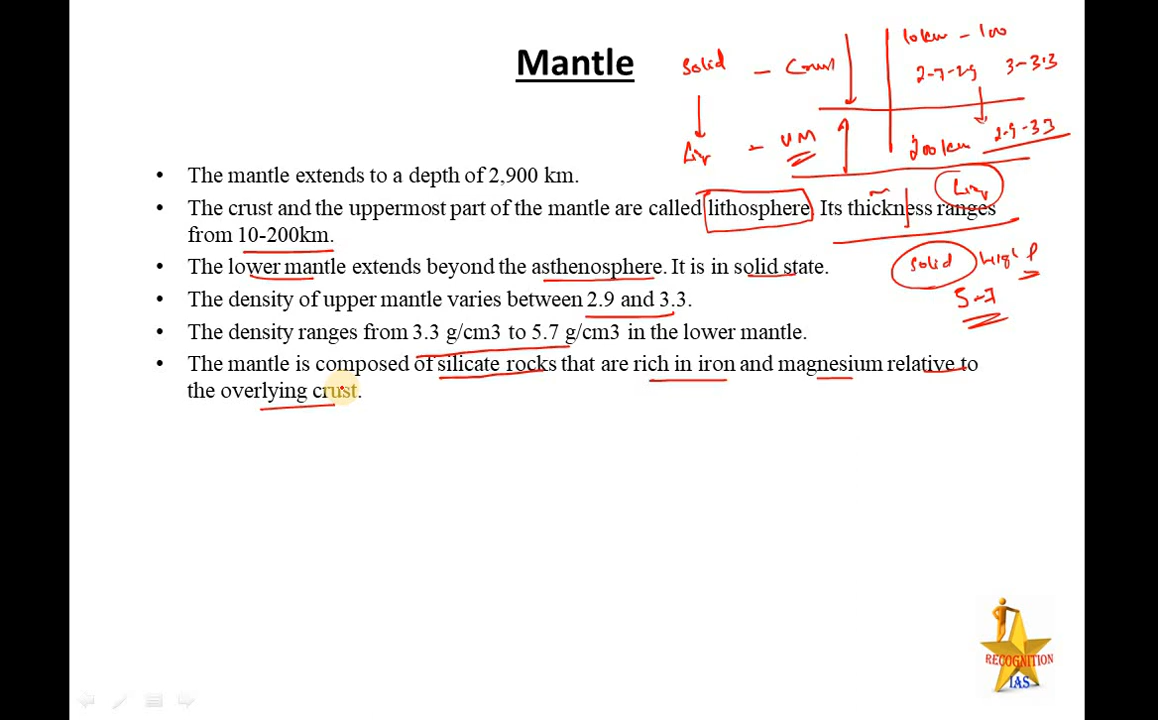 Mantle
Solid - Crust
10km - 100
2-7-29 3-3.3
UM
200km 2.9-33
• The mantle extends to a depth of 2,900 km.
• The crust and the uppermost part of the mantle are called lithosphere. Its thickness ranges
from 10-200km.
• The lower mantle extends beyond the asthenosphere. It is in solid state.
Solid High P
5-7
• The density of upper mantle varies between 2.9 and 3.3.
• The density ranges from 3.3 g/cm3 to 5.7 g/cm3 in the lower mantle.
• The mantle is composed of silicate rocks that are rich in iron and magnesium relative to
the overlying crust.
RECOGNITION
IAS